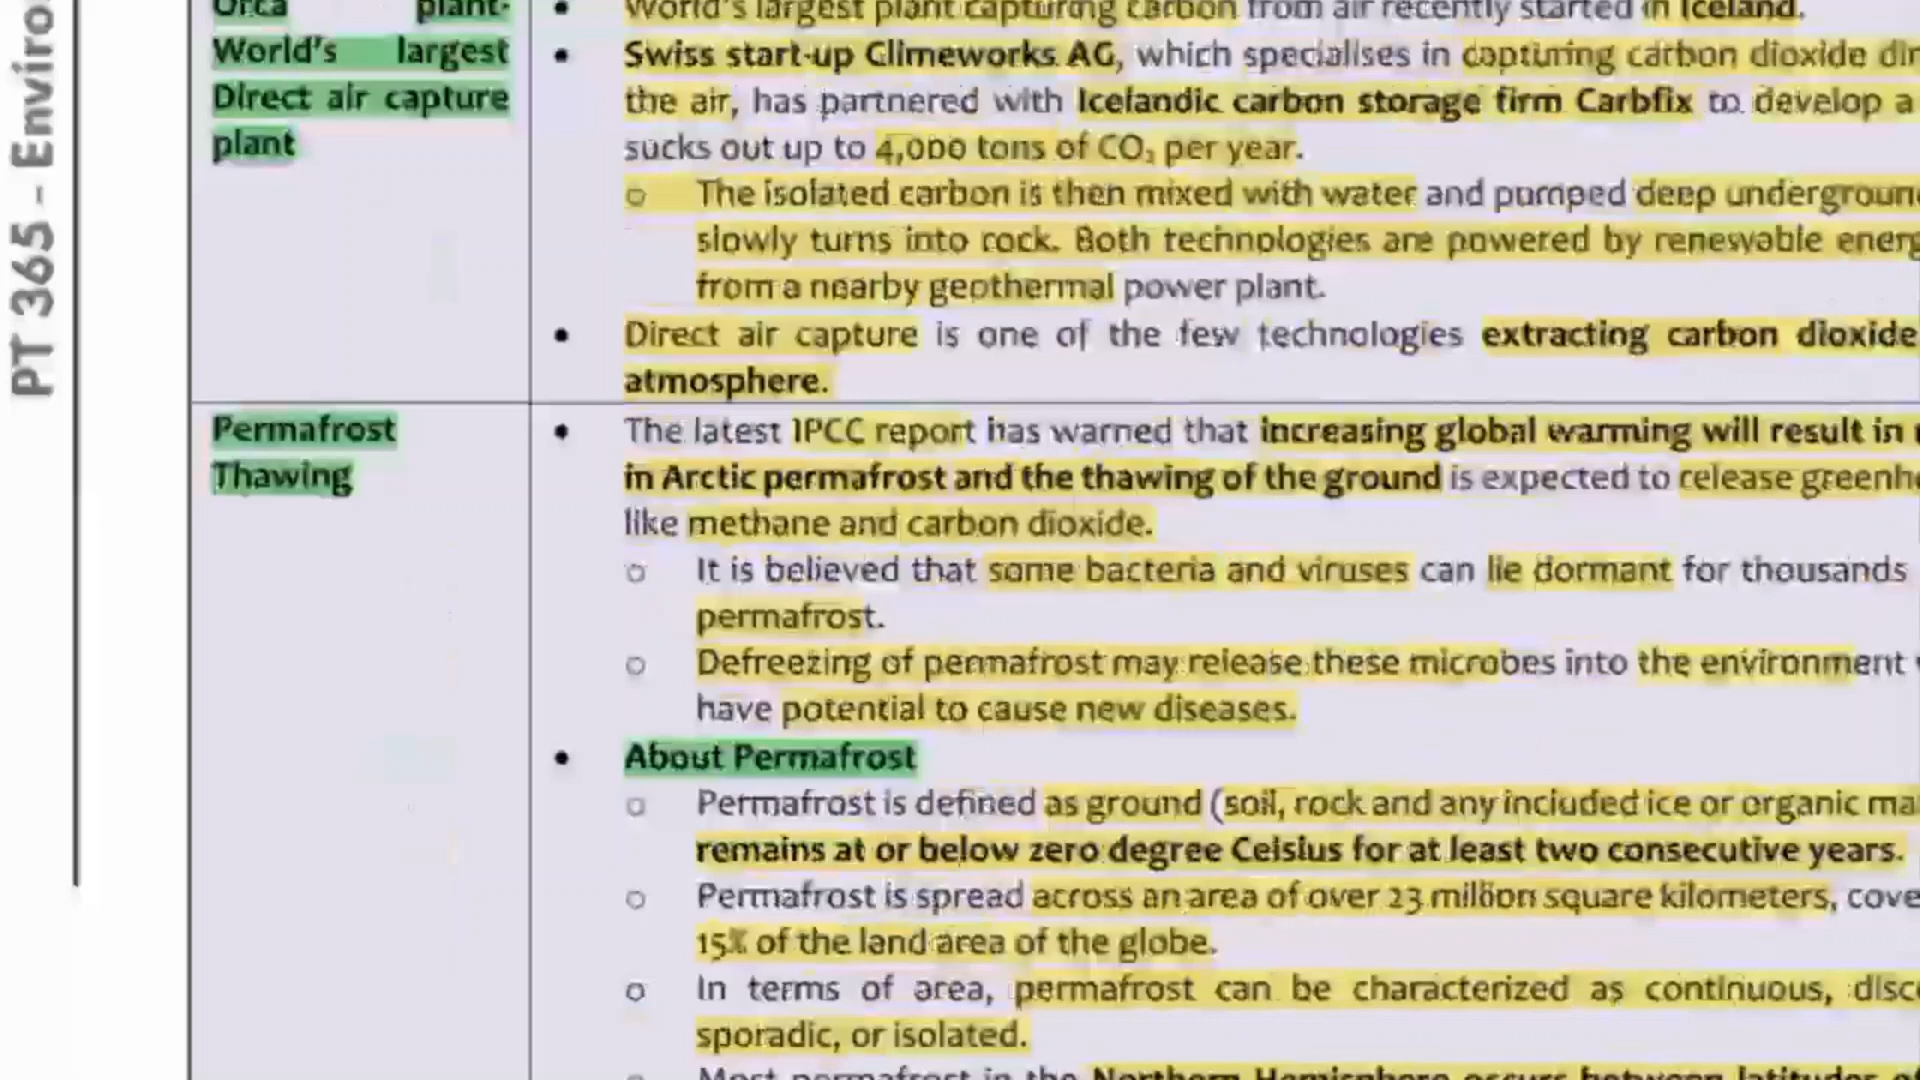 PT 365 - Enviro
Orca plant-
World's largest
Direct air capture
plant
World's largest plant capturing carbon from air recently started in Iceland.
Swiss start-up Climeworks AG, which specialises in capturing carbon dioxide
the air, has partnered with Icelandic carbon storage firm Carbfix to develop a
sucks out up to 4,000 tons of CO₂ per year.
The isolated carbon is then mixed with water and pumped deep
slowly turns into rock. Both technologies are powered by renewable
from a nearby geothermal power plant.
Direct air capture is one of the few technologies extracting carbon dioxide
atmosphere.
Permafrost
Thawing
The latest IPCC report has warned that increasing global warming will result in
in Arctic permafrost and the thawing of the ground is expected to release
like methane and carbon dioxide.
It is believed that some bacteria and viruses can lie dormant for thousands
permafrost.
Defreezing of permafrost may release these microbes into the environment
have potential to cause new diseases.
About Permafrost
Permafrost is defined as ground (soil, rock and any included ice or organic
remains at or below zero degree Celsius for at least two consecutive years.
Permafrost is spread across an area of over 23 million square kilometers,
15% of the land area of the globe.
In terms of area, permafrost can be characterized as continuous,
sporadic, or isolated.
Most permafrost in the Northern Hemisphere occurs between latitudes of